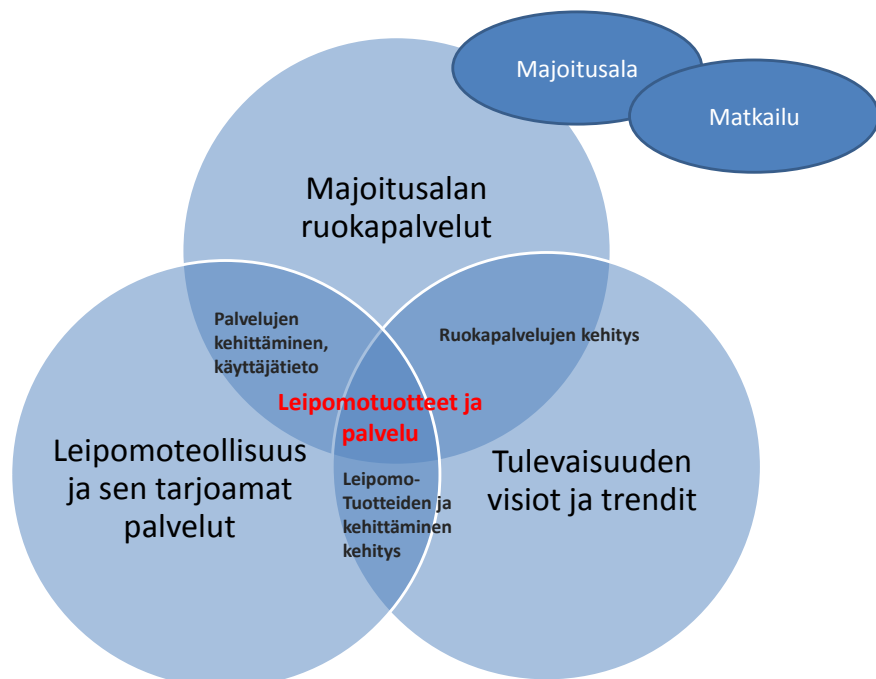 Majoitusala
Matkailu
Majoitusalan
ruokapalvelut
Palvelujen
kehittäminen,
käyttäjätieto
Ruokapalvelujen kehitys
Leipomotuotteet ja
palvelu
Leipomoteollisuus
ja sen tarjoamat
palvelut
Leipomo-
Tuotteiden ja
kehittäminen
kehitys
Tulevaisuuden
visiot ja trendit